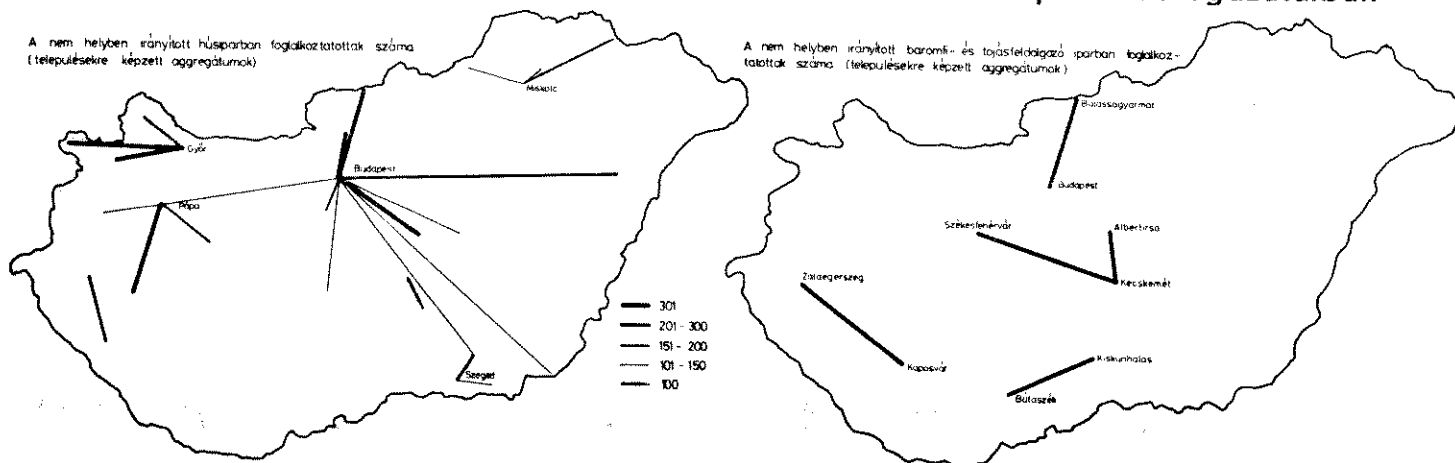 A nem helyben irányított húsiparban foglalkoztatottak száma
(településekre képzett aggregátumok)
A nem helyben irányított baromfi- és tojásfeldolgozó iparban foglalkoz-
tatottak száma (településekre képzett aggregátumok)
Miskolc
Győr
Budapest
Pápa
Szeged
301
201 - 300
151 - 200
101 - 150
100
Balassagyarmat
Budapest
Székesfehérvár
Albertirsa
Kecskemét
Zalaegerszeg
Kaposvár
Kiskunhalas
Bátaszék